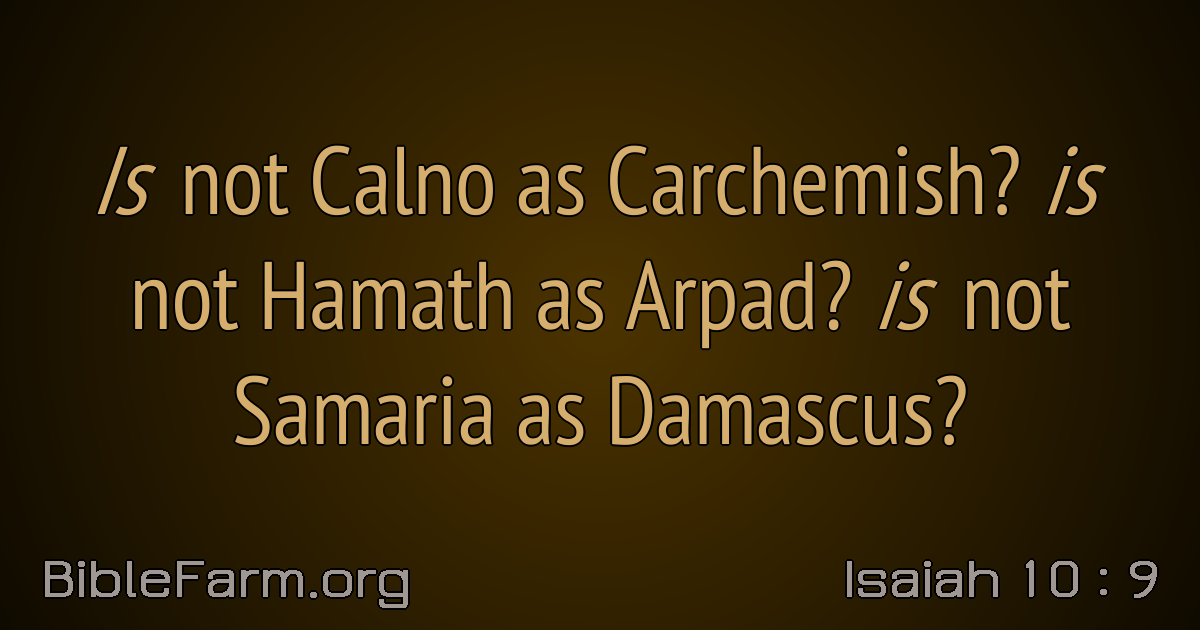 Is not Calno as Carchemish? is
not Hamath as Arpad? is not
Samaria as Damascus?
BibleFarm.org
Isaiah 10 : 9